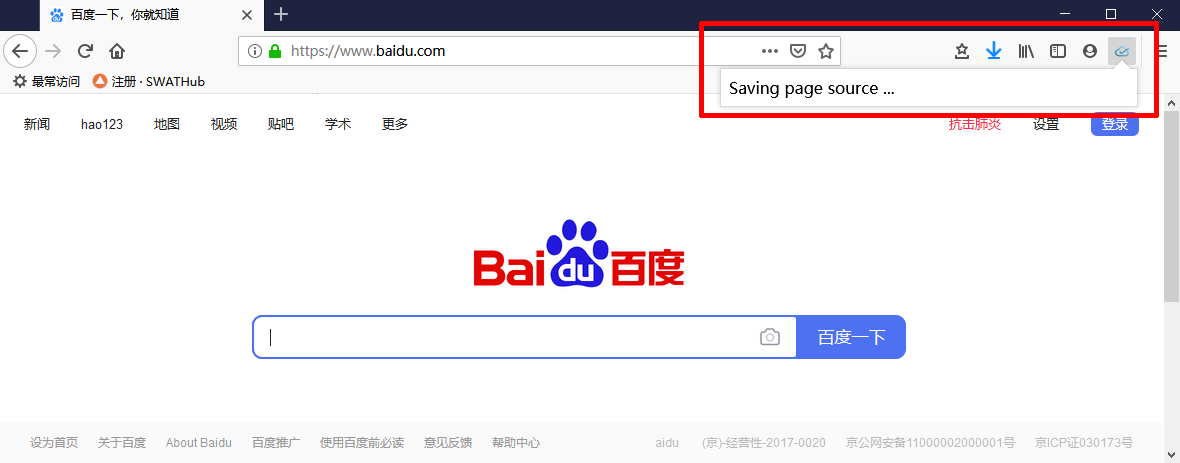 百度一下，你就知道
https://www.baidu.com
最常访问 注册 · SWATHub
Saving page source ...
新闻 hao123 地图 视频 贴吧 学术 更多 抗击肺炎 设置 登录
Bai du 百度
百度一下
设为首页 关于百度 About Baidu 百度推广 使用百度前必读 意见反馈 帮助中心 aidu (京)-经营性-2017-0020 京公网安备11000002000001号 京ICP证030173号